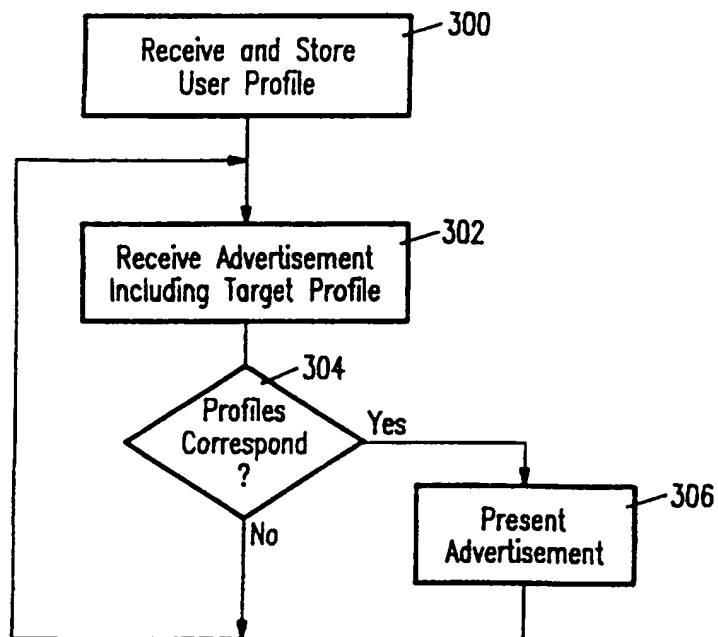 300
Receive and Store
User Profile
302
Receive Advertisement
Including Target Profile
304
Profiles
Correspond
?
Yes
No
306
Present
Advertisement